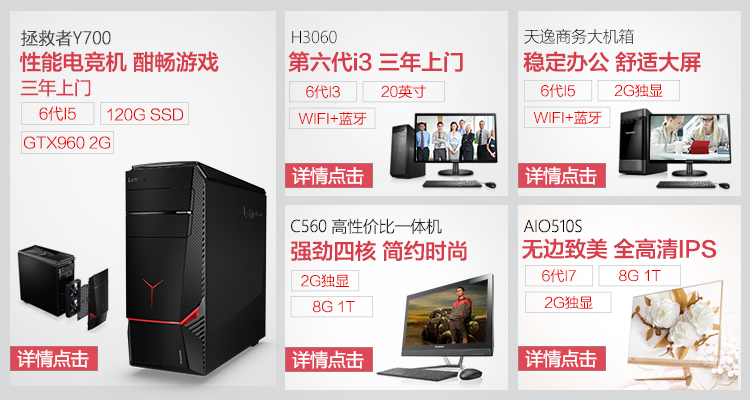 拯救者Y700
性能电竞机 酣畅游戏
三年上门
6代I5
120G SSD
GTX960 2G
详情点击
H3060
第六代i3 三年上门
6代I3
20英寸
WIFI+蓝牙
详情点击
天逸商务大机箱
稳定办公 舒适大屏
6代I5
2G独显
WIFI+蓝牙
详情点击
C560 高性价比一体机
强劲四核 简约时尚
2G独显
8G 1T
详情点击
AIO510S
无边致美 全高清IPS
6代I7
8G 1T
2G独显
详情点击